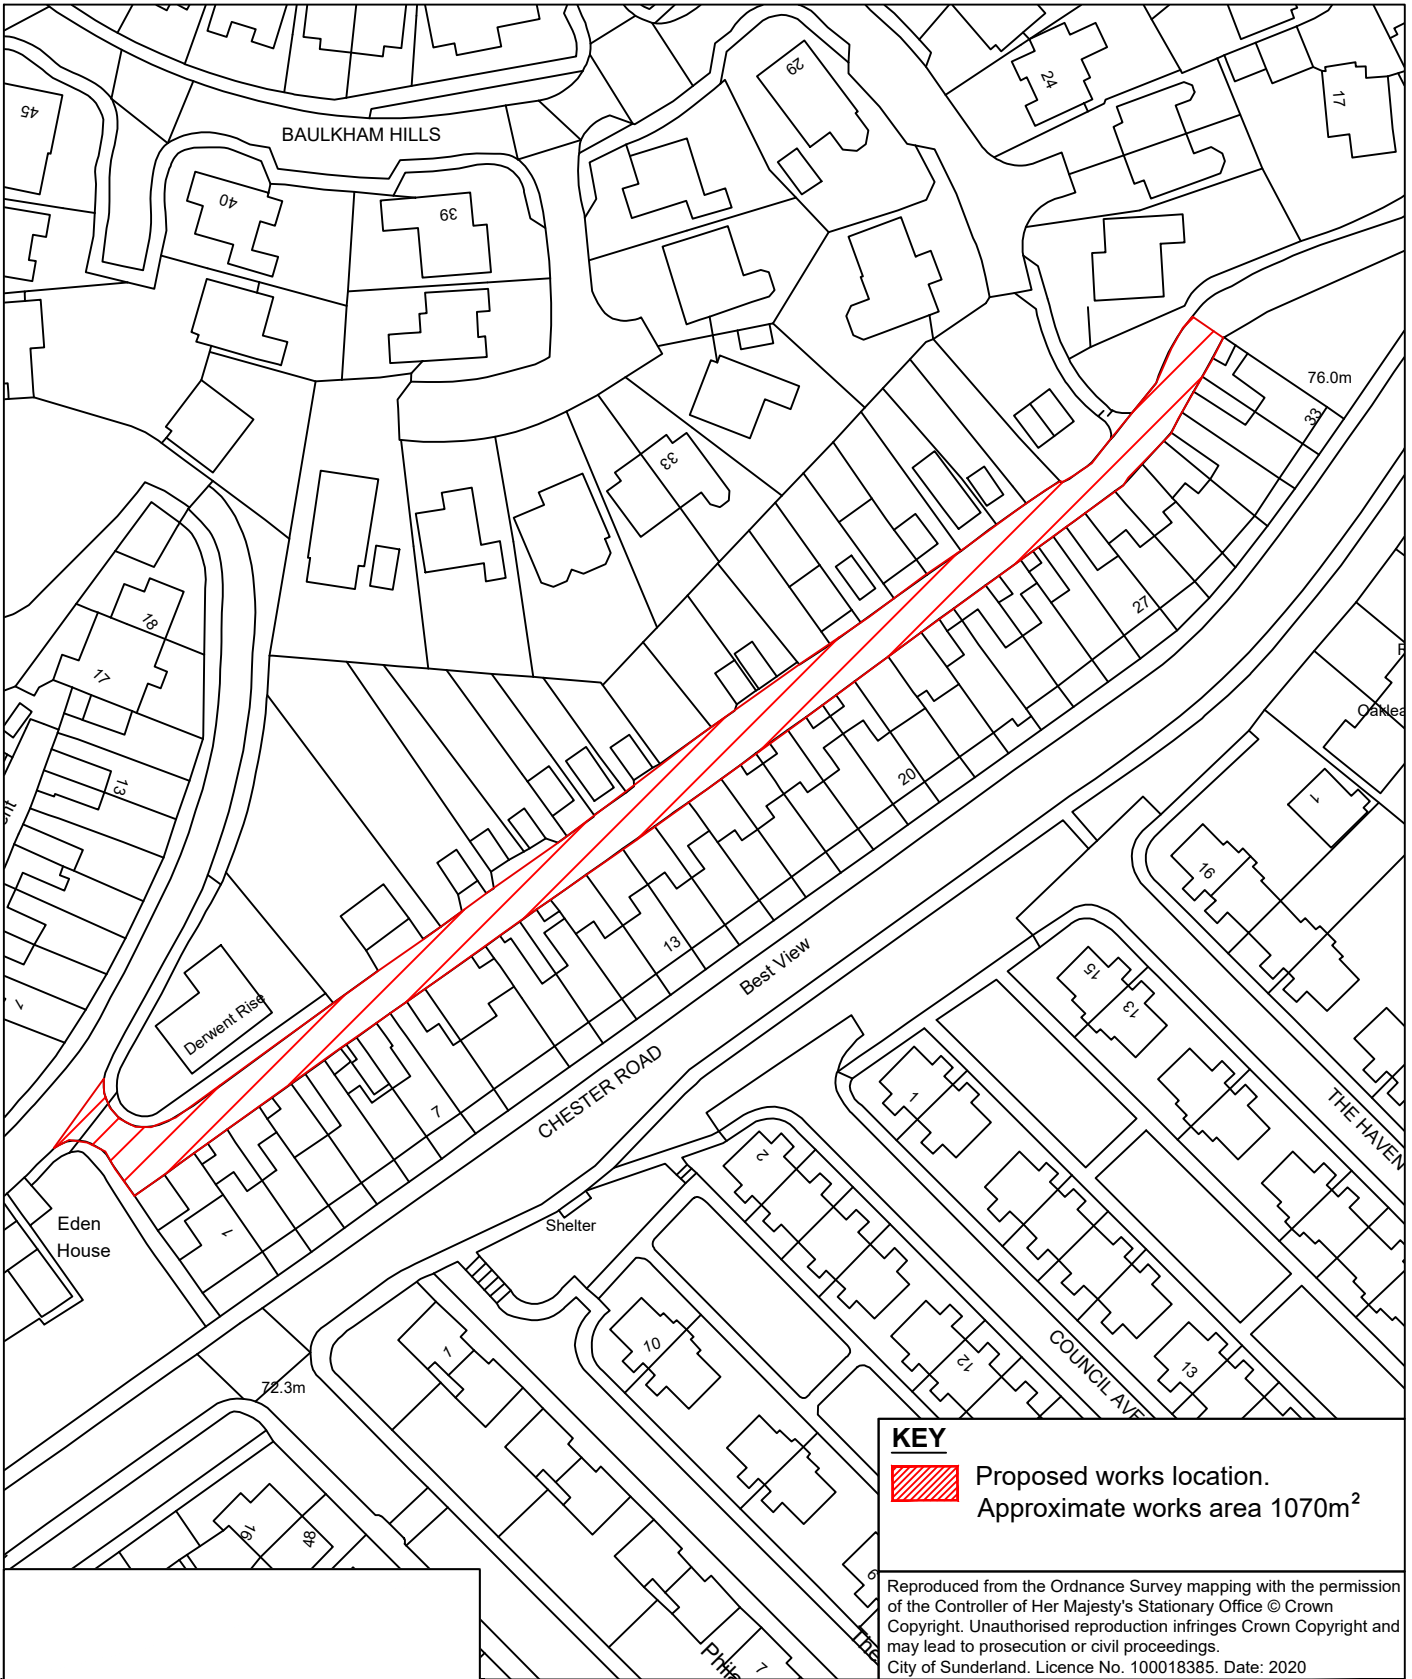 29
24
17
45
BAULKHAM HILLS
40
39
76.0m
33
33
27
18
17
Oaklea
13
20
1
16
13
Best View
15
13
1
Derwent Rise
7
CHESTER ROAD
1
THE HAVEN
2
Eden
House
1
Shelter
10
1
12
COUNCIL AVE
13
72.3m
16
48
6
The
Phile
7
KEY
Proposed works location.
Approximate works area 1070m²
Reproduced from the Ordnance Survey mapping with the permission
of the Controller of Her Majesty's Stationary Office © Crown
Copyright. Unauthorised reproduction infringes Crown Copyright and
may lead to prosecution or civil proceedings.
City of Sunderland. Licence No. 100018385. Date: 2020